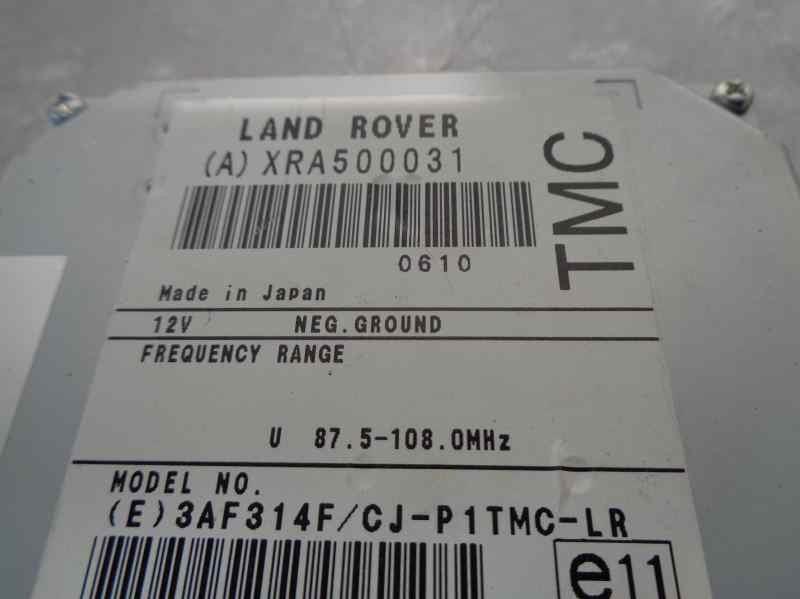 LAND ROVER
(A) XRA500031
TMC
0610
Made in Japan
12V NEG.GROUND
FREQUENCY RANGE
U 87.5-108.0MHz
MODEL NO.
(E)3AF314F/CJ-P1TMC-LR
e11